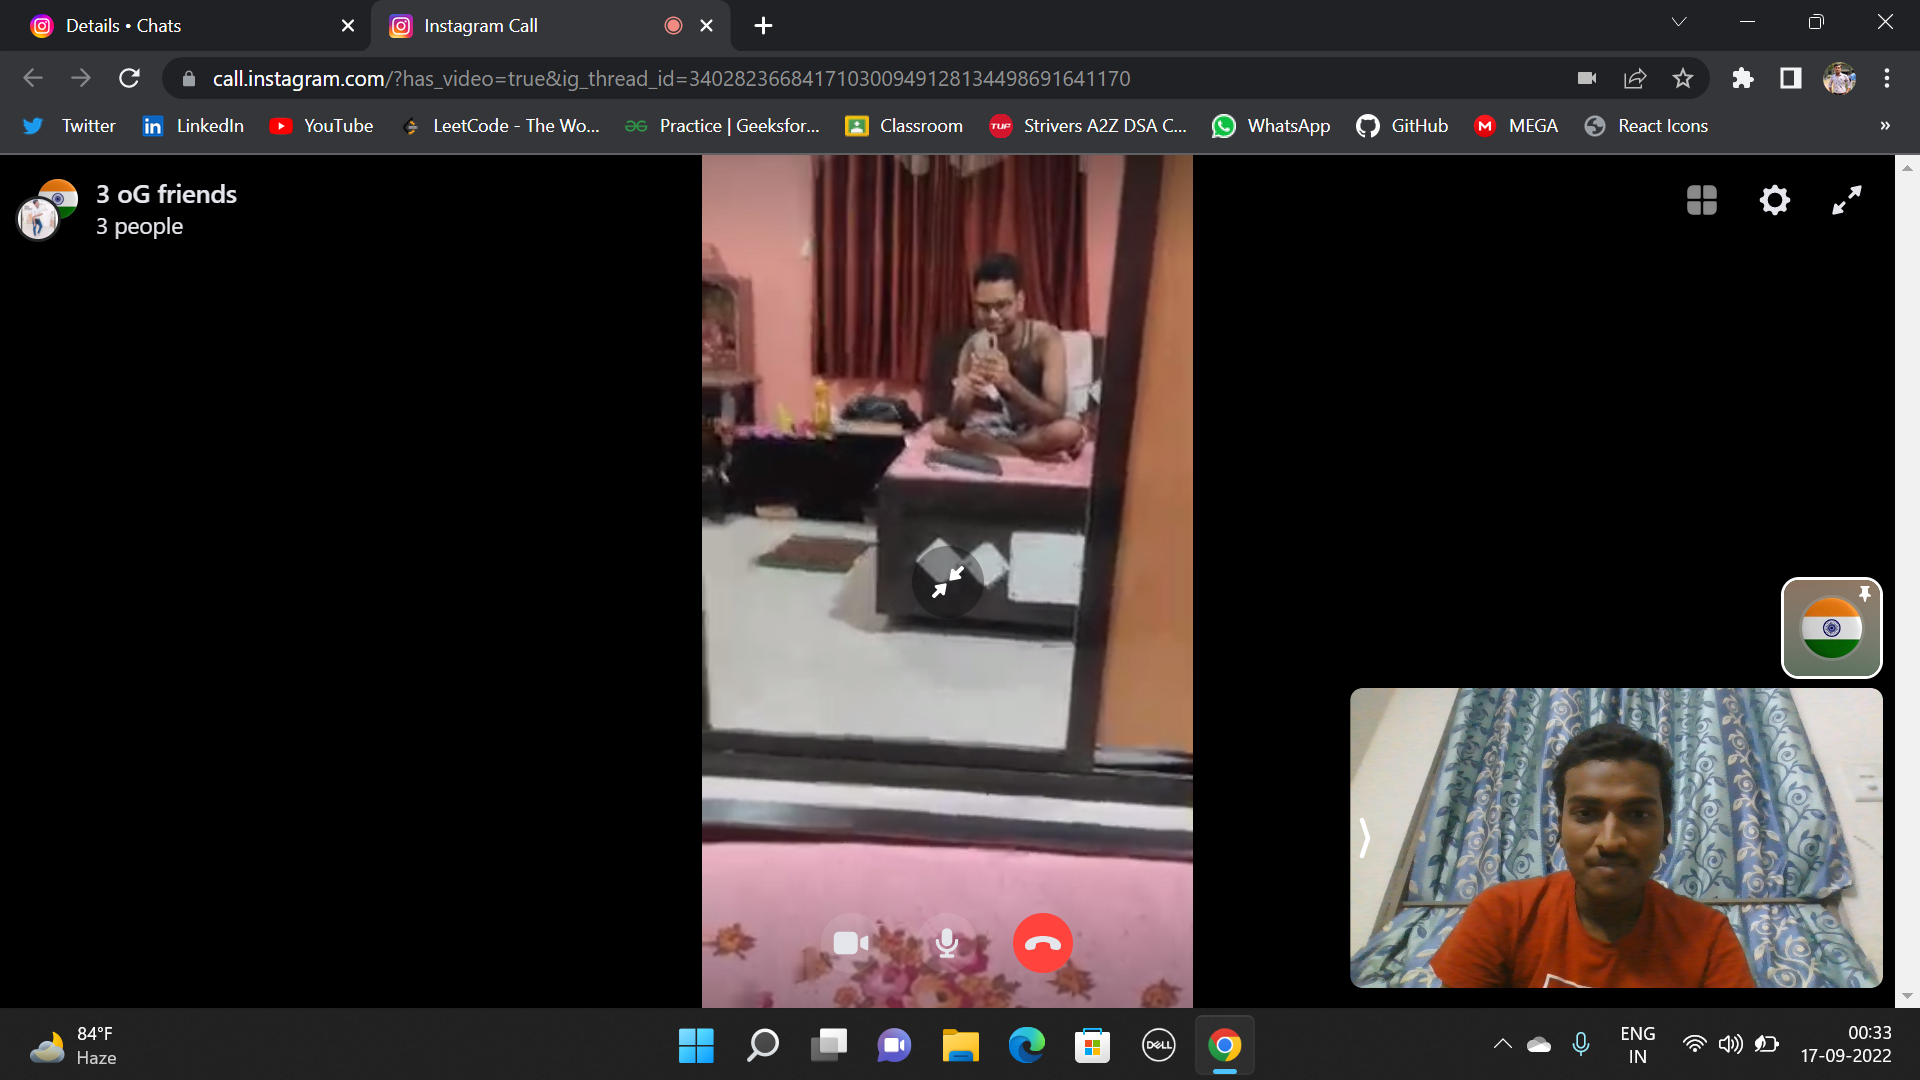 Details • Chats
Instagram Call
call.instagram.com/?has_video=true&ig_thread_id=340282366841710300949128134498691641170
Twitter
LinkedIn
YouTube
LeetCode - The Wo...
Practice | Geeksfor...
Classroom
TUF
Strivers A2Z DSA C...
WhatsApp
GitHub
MEGA
React Icons
»
3 oG friends
3 people
84°F
Haze
DELL
ENG
IN
00:33
17-09-2022